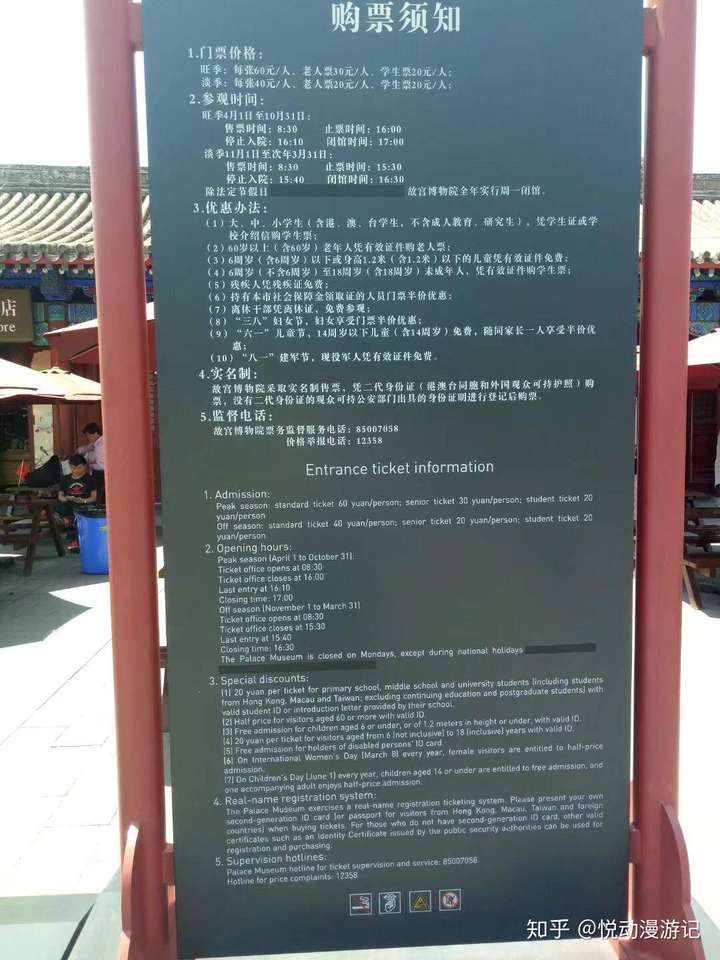 购票须知
1.门票价格：
旺季：每张60元/人、老人票30元/人、学生票20元/人；
淡季：每张40元/人、老人票20元/人、学生票20元/人；
2.参观时间：
旺季4月1日至10月31日：
售票时间：8:30 止票时间：16:00
停止入院：16:10 闭馆时间：17:00
淡季11月1日至次年3月31日：
售票时间：8:30 止票时间：15:30
停止入院：15:40 闭馆时间：16:30
除法定节假日 故宫博物院全年实行周一闭馆。
3.优惠办法：
（1）大、中、小学生（含港、澳、台学生，不含成人教育、研究生），凭学生证或学
校介绍信购学生票；
（2）60岁以上（含60岁）老年人凭有效证件购老人票；
（3）6周岁（含6周岁）以下或身高1.2米（含1.2米）以下的儿童凭有效证件免费；
（4）6周岁（不含6周岁）至18周岁（含18周岁）未成年人，凭有效证件购学生票；
（5）残疾人凭残疾证免费；
（6）持有本市社会保障金领取证的人员门票半价优惠；
（7）离休干部凭离休证，免费参观；
（8）“三八”妇女节，妇女享受门票半价优惠；
（9）“六一”儿童节，14周岁以下儿童（含14周岁）免费，随同家长一人享受半价优
惠；
（10）“八一”建军节，现役军人凭有效证件免费。
4.实名制：
故宫博物院采取实名制售票，凭二代身份证（港澳台同胞和外国观众可持护照）购
票，没有二代身份证的观众可持公安部门出具的身份证明进行登记后购票。
5.监督电话：
故宫博物院票务监督服务电话：85007058
价格举报电话：12358
Entrance ticket information
1. Admission:
Peak season: standard ticket 60 yuan/person; senior ticket 30 yuan/person; student ticket 20
yuan/person
Off season: standard ticket 40 yuan/person; senior ticket 20 yuan/person; student ticket 20
yuan/person
2. Opening hours:
Peak season (April 1 to October 31):
Ticket office opens at 08:30
Ticket office closes at 16:00
Last entry at 16:10
Closing time: 17:00
Off season (November 1 to March 31)
Ticket office opens at 08:30
Ticket office closes at 15:30
Last entry at 15:40
Closing time: 16:30
The Palace Museum is closed on Mondays, except during national holidays
3. Special discounts:
[1] 20 yuan per ticket for primary school, middle school and university students (including students
from Hong Kong, Macau and Taiwan; excluding continuing education and postgraduate students) with
valid student ID or introduction letter provided by their school.
[2] Half price for visitors aged 60 or more with valid ID.
[3] Free admission for children aged 6 or under, or of 1.2 meters in height or under, with valid ID.
[4] 20 yuan per ticket for visitors aged from 6 (not inclusive) to 18 (inclusive) years with valid ID.
[5] Free admission for holders of disabled persons' ID card
[6] On International Women's Day (March 8) every year, female visitors are entitled to half-price
admission.
[7] On Children's Day (June 1) every year, children aged 14 or under are entitled to free admission, and
one accompanying adult enjoys half-price admission.
4. Real-name registration system:
The Palace Museum exercises a real-name registration ticketing system. Please present your own
second-generation ID card (or passport for visitors from Hong Kong, Macau, Taiwan and foreign
countries) when buying tickets. For those who do not have second-generation ID card, other valid
certificates such as an Identity Certificate issued by the public security authorities can be used for
registration and purchasing.
5. Supervision hotlines:
Palace Museum hotline for ticket supervision and service: 85007058
Hotline for price complaints: 12358
店
ore
知乎 @悦动漫游记